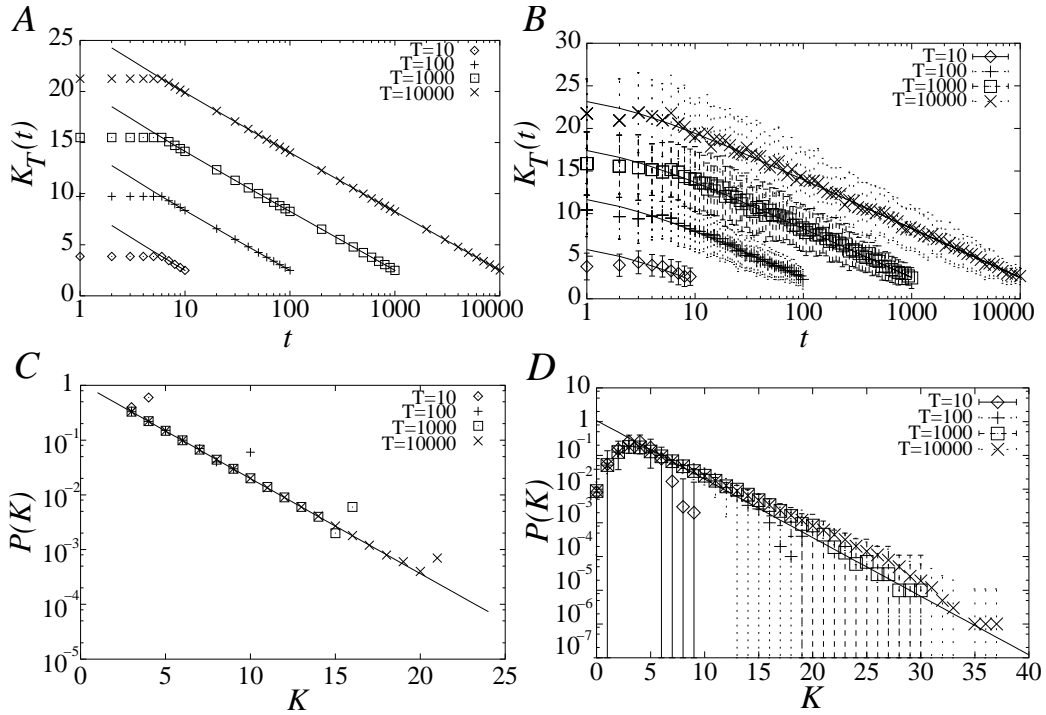 A
K_T(t)
25
20
15
10
5
0
T=10
T=100
T=1000
T=10000
1 10 100 1000 10000
t
B
K_T(t)
30
25
20
15
10
5
0
T=10
T=100
T=1000
T=10000
1 10 100 1000 10000
t
C
P(K)
1
10^-1
10^-2
10^-3
10^-4
10^-5
T=10
T=100
T=1000
T=10000
0 5 10 15 20 25
K
D
P(K)
10
1
10^-1
10^-2
10^-3
10^-4
10^-5
10^-6
10^-7
T=10
T=100
T=1000
T=10000
0 5 10 15 20 25 30 35 40
K